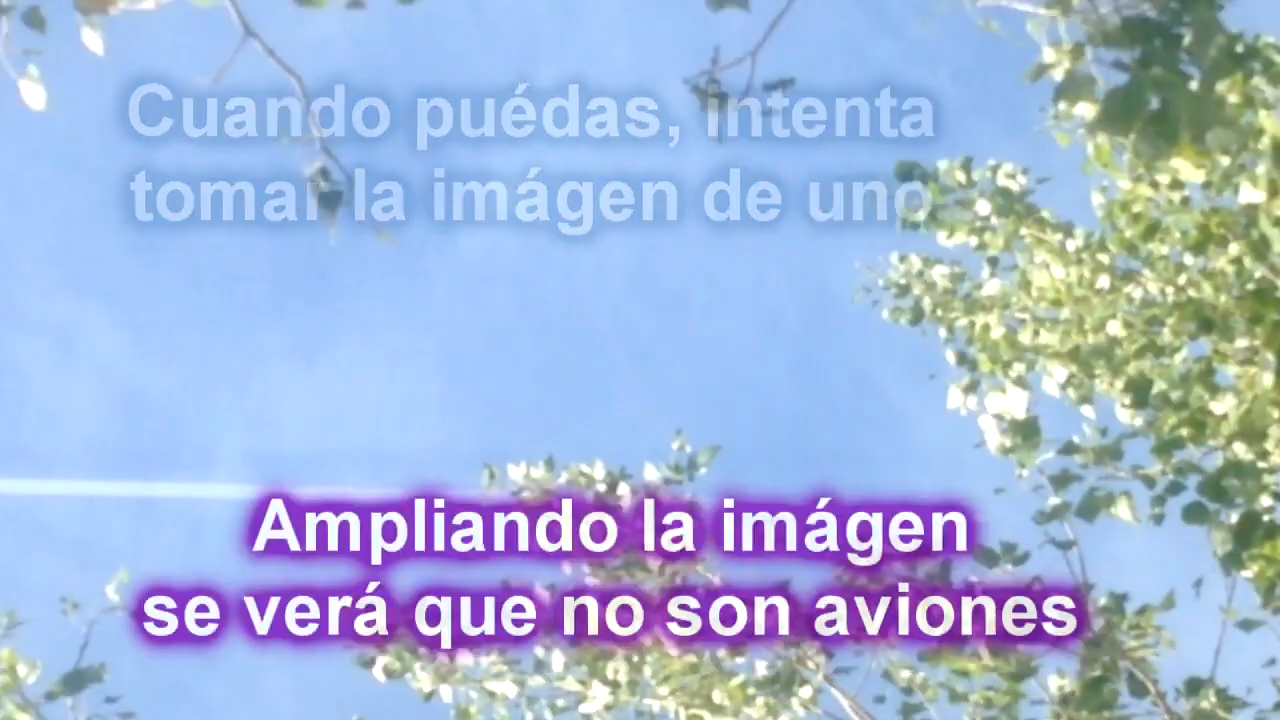 Cuando puédas, intenta
tomar la imágen de uno
Ampliando la imágen
se verá que no son aviones